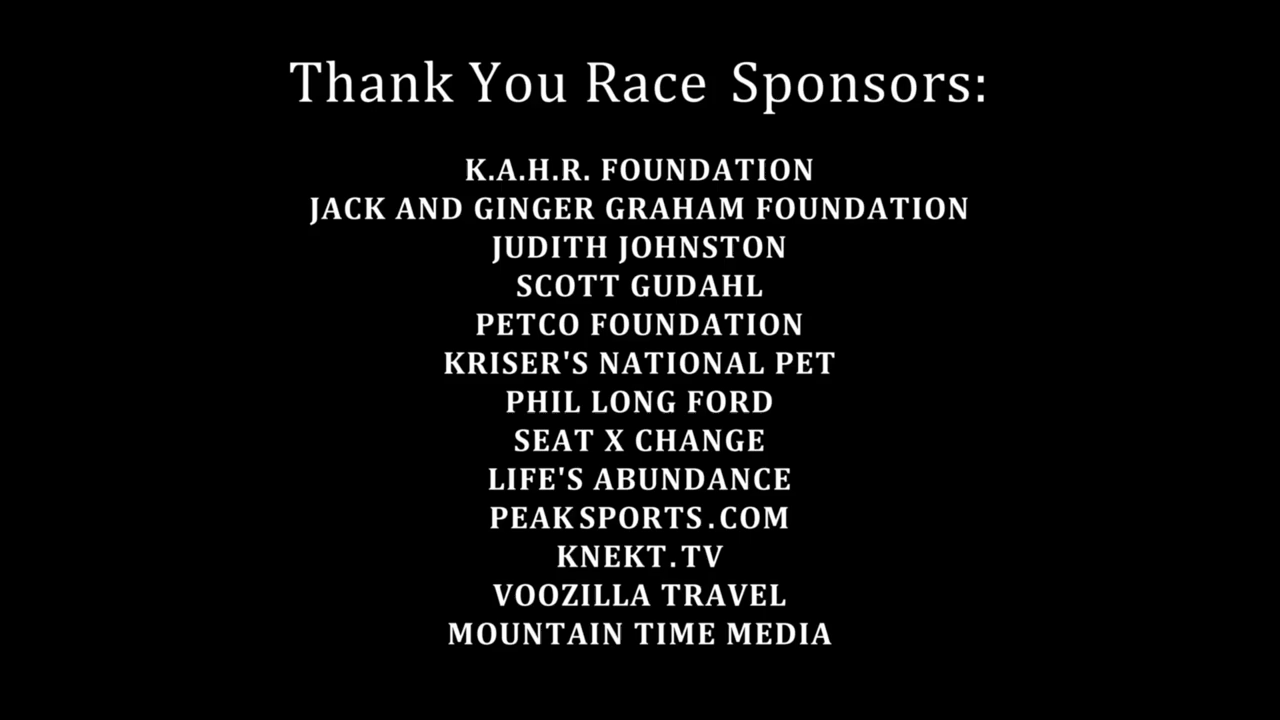 Thank You Race Sponsors:
K.A.H.R. FOUNDATION
JACK AND GINGER GRAHAM FOUNDATION
JUDITH JOHNSTON
SCOTT GUDAHL
PETCO FOUNDATION
KRISER'S NATIONAL PET
PHIL LONG FORD
SEAT X CHANGE
LIFE'S ABUNDANCE
PEAKSPORTS.COM
KNEKT.TV
VOOZILLA TRAVEL
MOUNTAIN TIME MEDIA